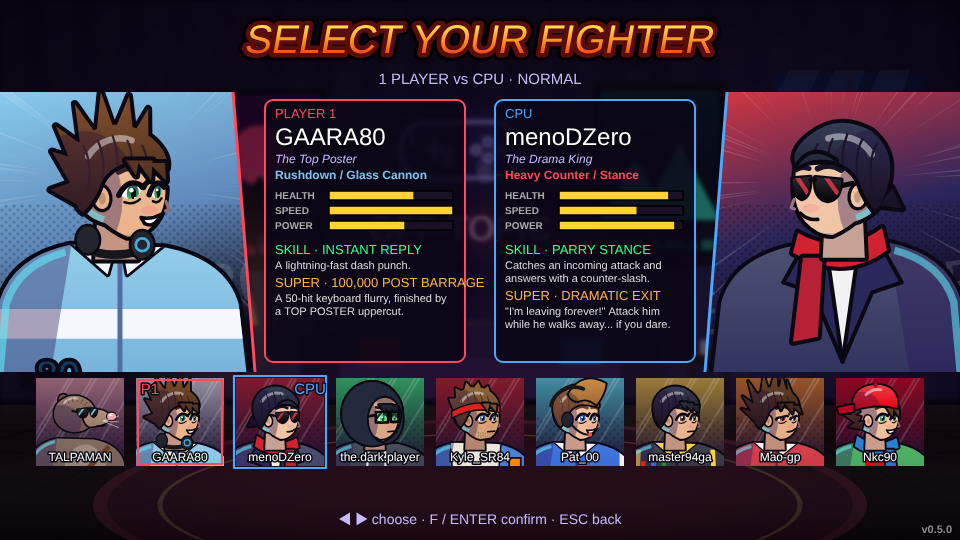 SELECT YOUR FIGHTER
1 PLAYER vs CPU · NORMAL
PLAYER 1
GAARA80
The Top Poster
Rushdown / Glass Cannon
HEALTH
SPEED
POWER
SKILL · INSTANT REPLY
A lightning-fast dash punch.
SUPER · 100,000 POST BARRAGE
A 50-hit keyboard flurry, finished by
a TOP POSTER uppercut.
CPU
menoDZero
The Drama King
Heavy Counter / Stance
HEALTH
SPEED
POWER
SKILL · PARRY STANCE
Catches an incoming attack and
answers with a counter-slash.
SUPER · DRAMATIC EXIT
"I'm leaving forever!" Attack him
while he walks away... if you dare.
80
P1
CPU
TALPAMAN
GAARA80
menoDZero
the.dark.player
Kyle_SR84
Pat_00
master94ga
Mao-gp
Nkc90
◀ ▶ choose · F / ENTER confirm · ESC back
v0.5.0